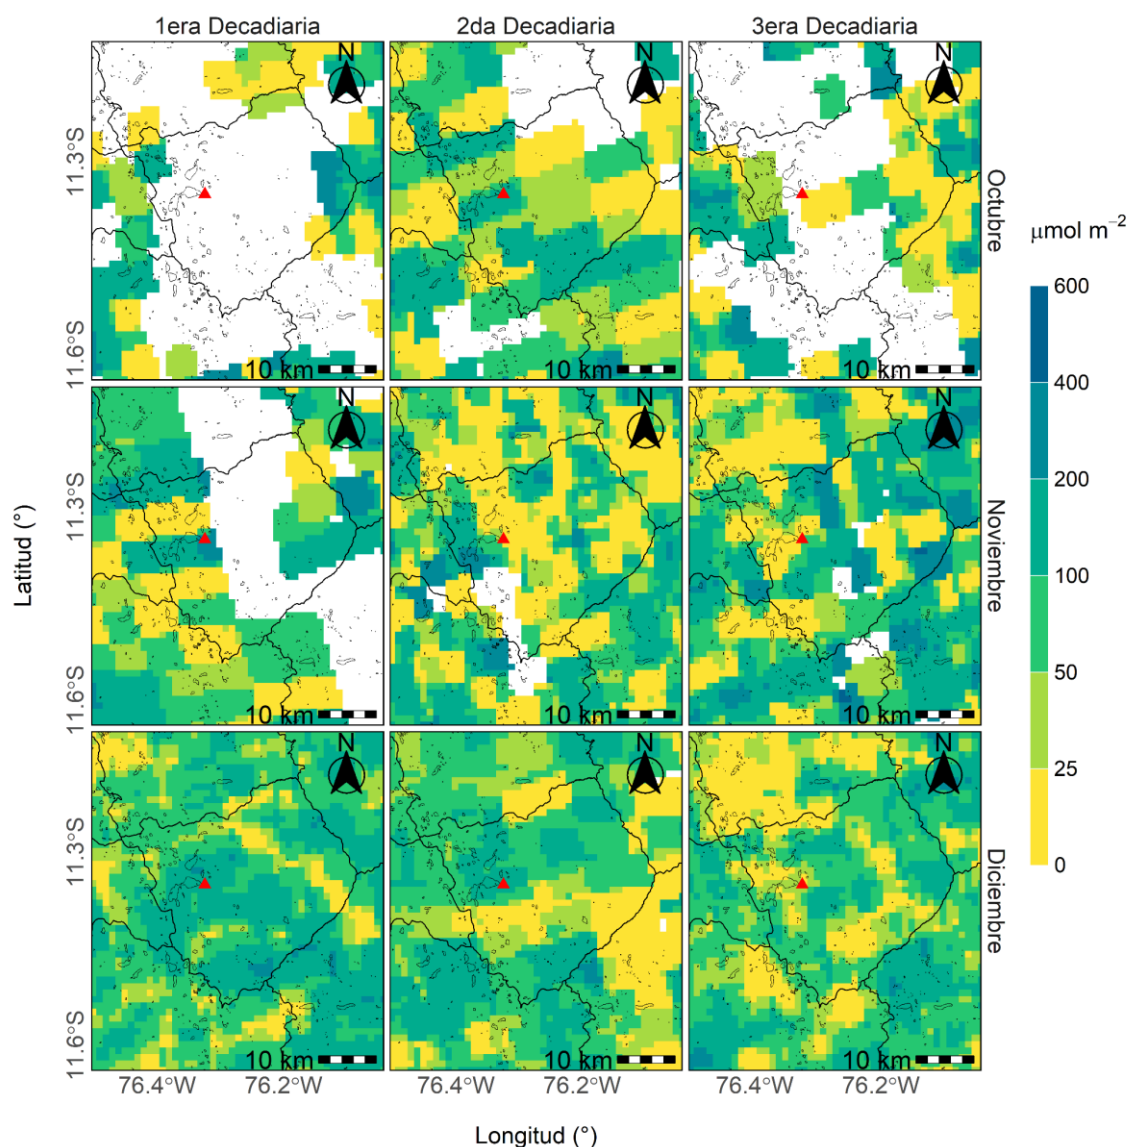 1era Decadiaria 2da Decadiaria 3era Decadiaria
N N N
11.3°S
11.6°S
10 km 10 km 10 km
Octubre
N N N
11.3°S
11.6°S
10 km 10 km 10 km
Noviembre
N N N
11.3°S
11.6°S
10 km 10 km 10 km
Diciembre
76.4°W 76.2°W 76.4°W 76.2°W 76.4°W 76.2°W
Latitud (°)
Longitud (°)
μmol m⁻²
600
400
200
100
50
25
0